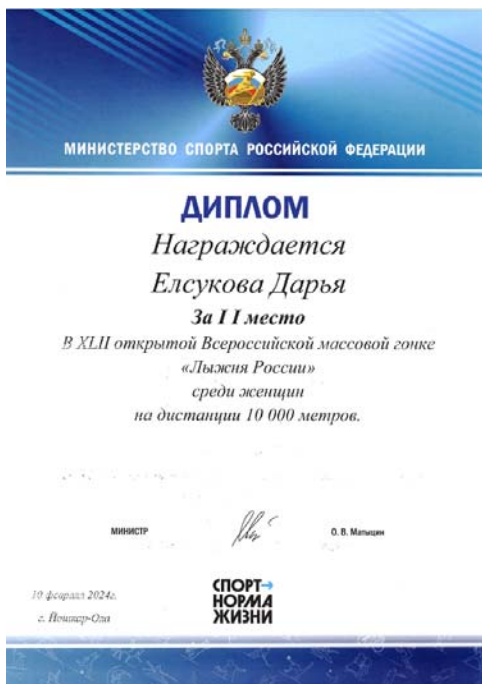 МИНИСТЕРСТВО СПОРТА РОССИЙСКОЙ ФЕДЕРАЦИИ
ДИПЛОМ
Награждается
Елсукова Дарья
За I I место
В XLII открытой Всероссийской массовой гонке
«Лыжня России»
среди женщин
на дистанции 10 000 метров.
МИНИСТР
О. В. Матыцин
10 февраля 2024г.
г. Йошкар-Ола
СПОРТ→
НОРМА
ЖИЗНИ